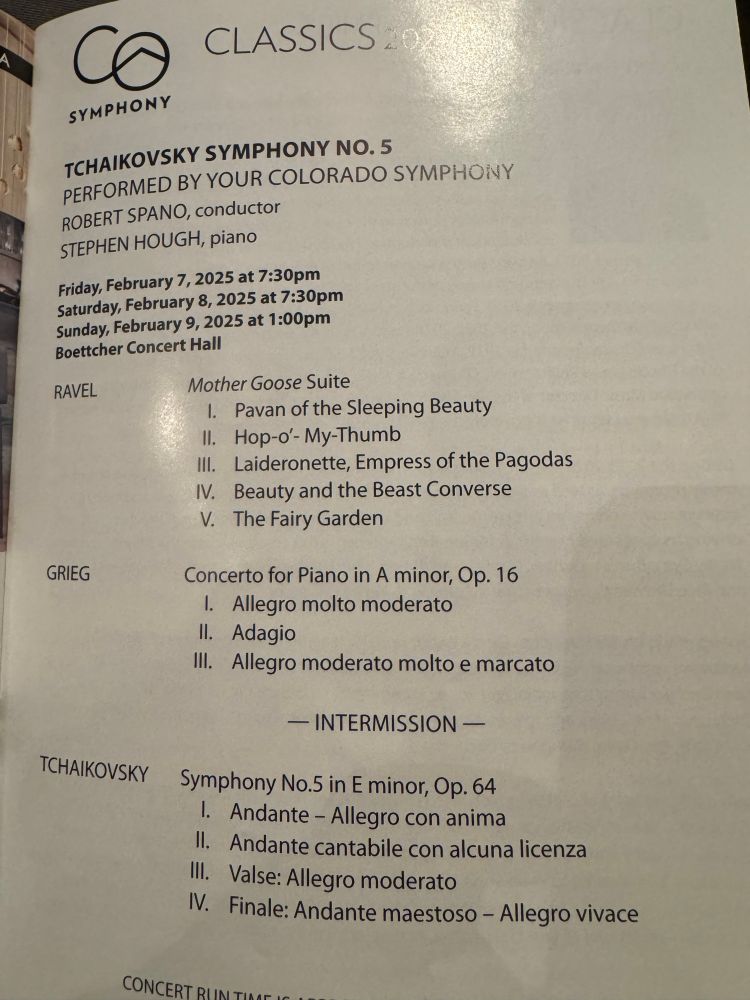 CO
SYMPHONY
CLASSICS
TCHAIKOVSKY SYMPHONY NO. 5
PERFORMED BY YOUR COLORADO SYMPHONY
ROBERT SPANO, conductor
STEPHEN HOUGH, piano
Friday, February 7, 2025 at 7:30pm
Saturday, February 8, 2025 at 7:30pm
Sunday, February 9, 2025 at 1:00pm
Boettcher Concert Hall
RAVEL Mother Goose Suite
I. Pavan of the Sleeping Beauty
II. Hop-o'- My-Thumb
III. Laideronette, Empress of the Pagodas
IV. Beauty and the Beast Converse
V. The Fairy Garden
GRIEG Concerto for Piano in A minor, Op. 16
I. Allegro molto moderato
II. Adagio
III. Allegro moderato molto e marcato
— INTERMISSION —
TCHAIKOVSKY Symphony No.5 in E minor, Op. 64
I. Andante – Allegro con anima
II. Andante cantabile con alcuna licenza
III. Valse: Allegro moderato
IV. Finale: Andante maestoso – Allegro vivace
CONCERT RUN TIME IS